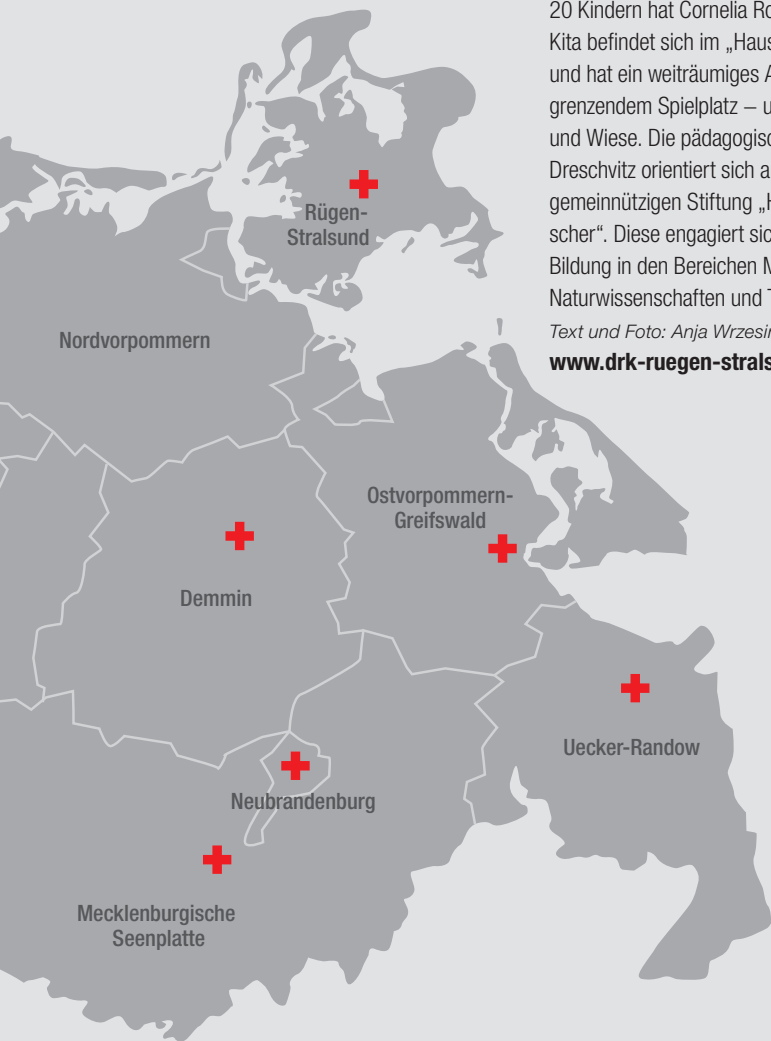 20 Kindern hat Cornelia Ro
Kita befindet sich im „Haus
und hat ein weiträumiges A
grenzendem Spielplatz – u
und Wiese. Die pädagogisc
Dreschvitz orientiert sich a
gemeinnützigen Stiftung „H
scher“. Diese engagiert sic
Bildung in den Bereichen M
Naturwissenschaften und T
Text und Foto: Anja Wrzesin
www.drk-ruegen-strals
Rügen-
Stralsund
Nordvorpommern
Ostvorpommern-
Greifswald
Demmin
Uecker-Randow
Neubrandenburg
Mecklenburgische
Seenplatte